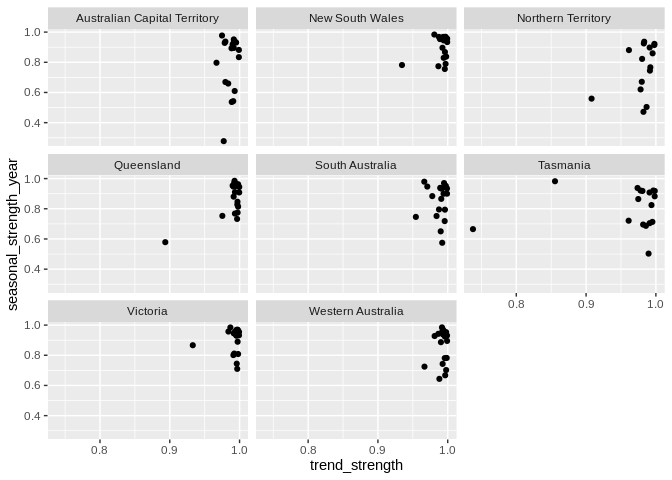 Australian Capital Territory New South Wales Northern Territory
1.0
0.8
0.6
0.4
Queensland South Australia Tasmania
1.0
0.8
0.6
0.4
0.8 0.9 1.0
Victoria Western Australia
1.0
0.8
0.6
0.4
0.8 0.9 1.0 0.8 0.9 1.0
trend_strength
seasonal_strength_year